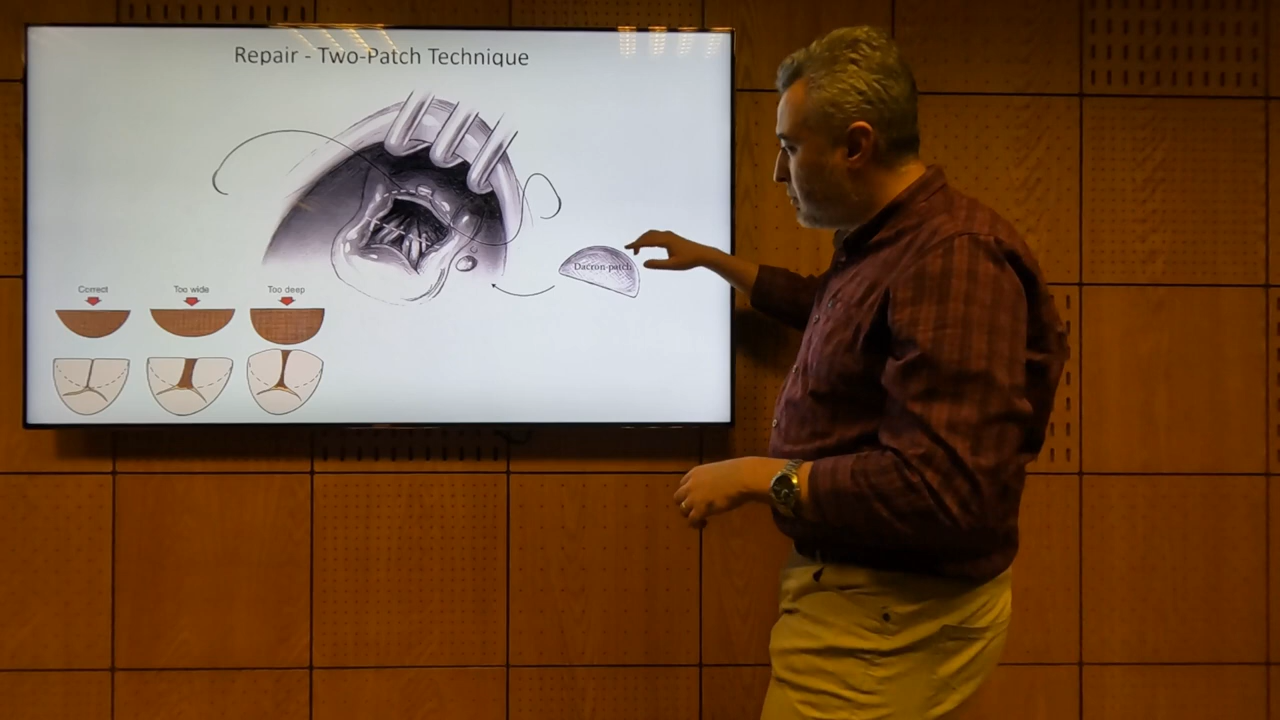 Repair - Two-Patch Technique
Dacron-patch
Correct
Too wide
Too deep